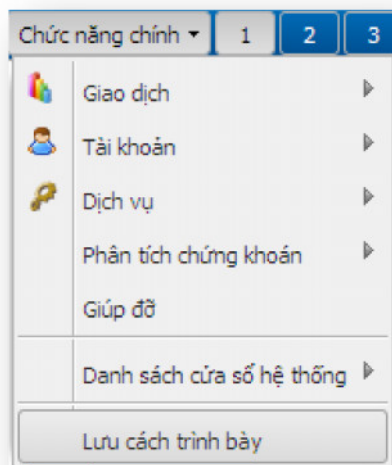 Chức năng chính 1 2 3
Giao dịch
Tài khoản
Dịch vụ
Phân tích chứng khoán
Giúp đỡ
Danh sách cửa sổ hệ thống
Lưu cách trình bày